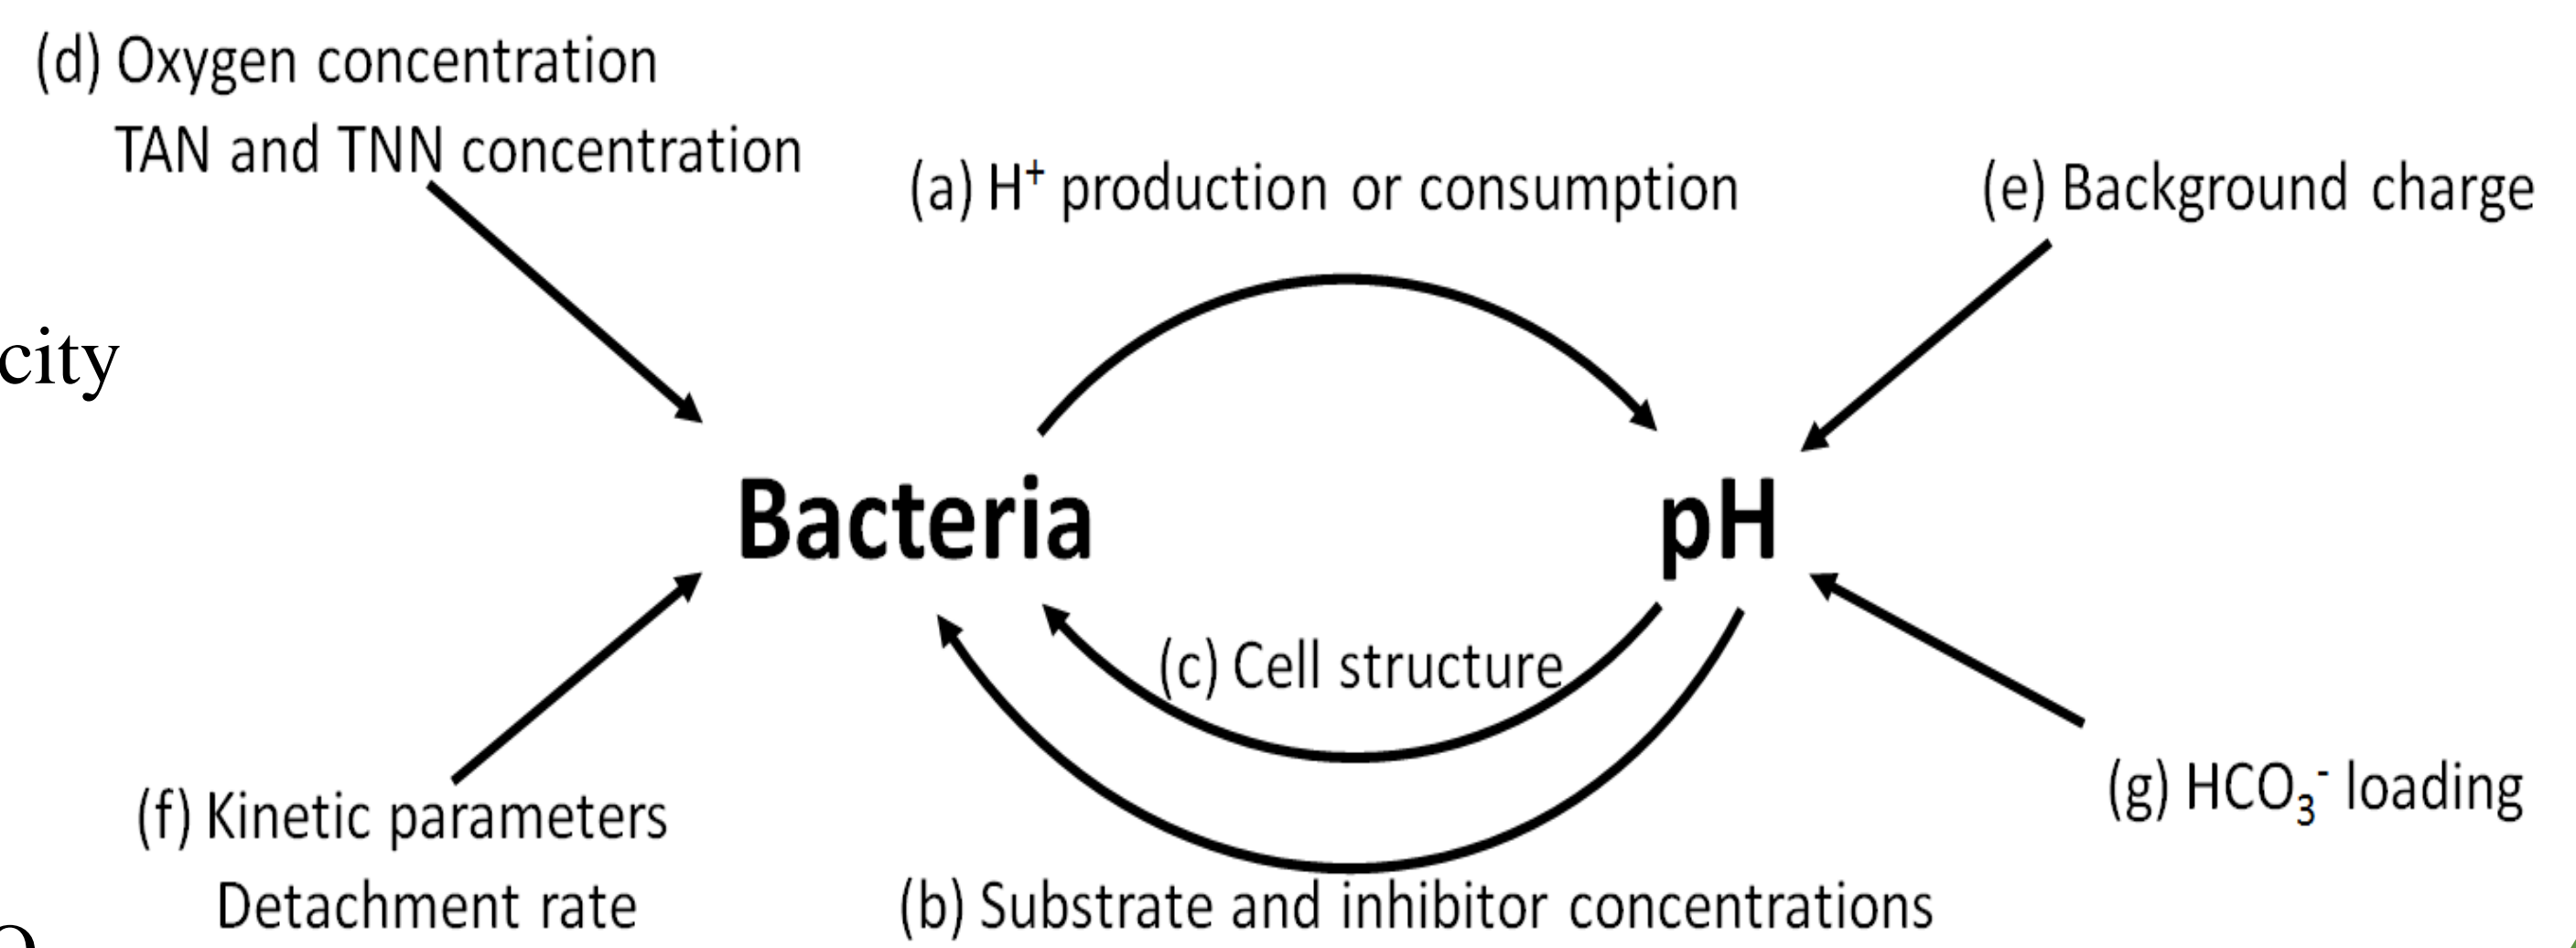 (d) Oxygen concentration
TAN and TNN concentration
(a) H⁺ production or consumption
(e) Background charge
city
Bacteria
pH
(c) Cell structure
(g) HCO₃⁻ loading
(f) Kinetic parameters
Detachment rate
(b) Substrate and inhibitor concentrations